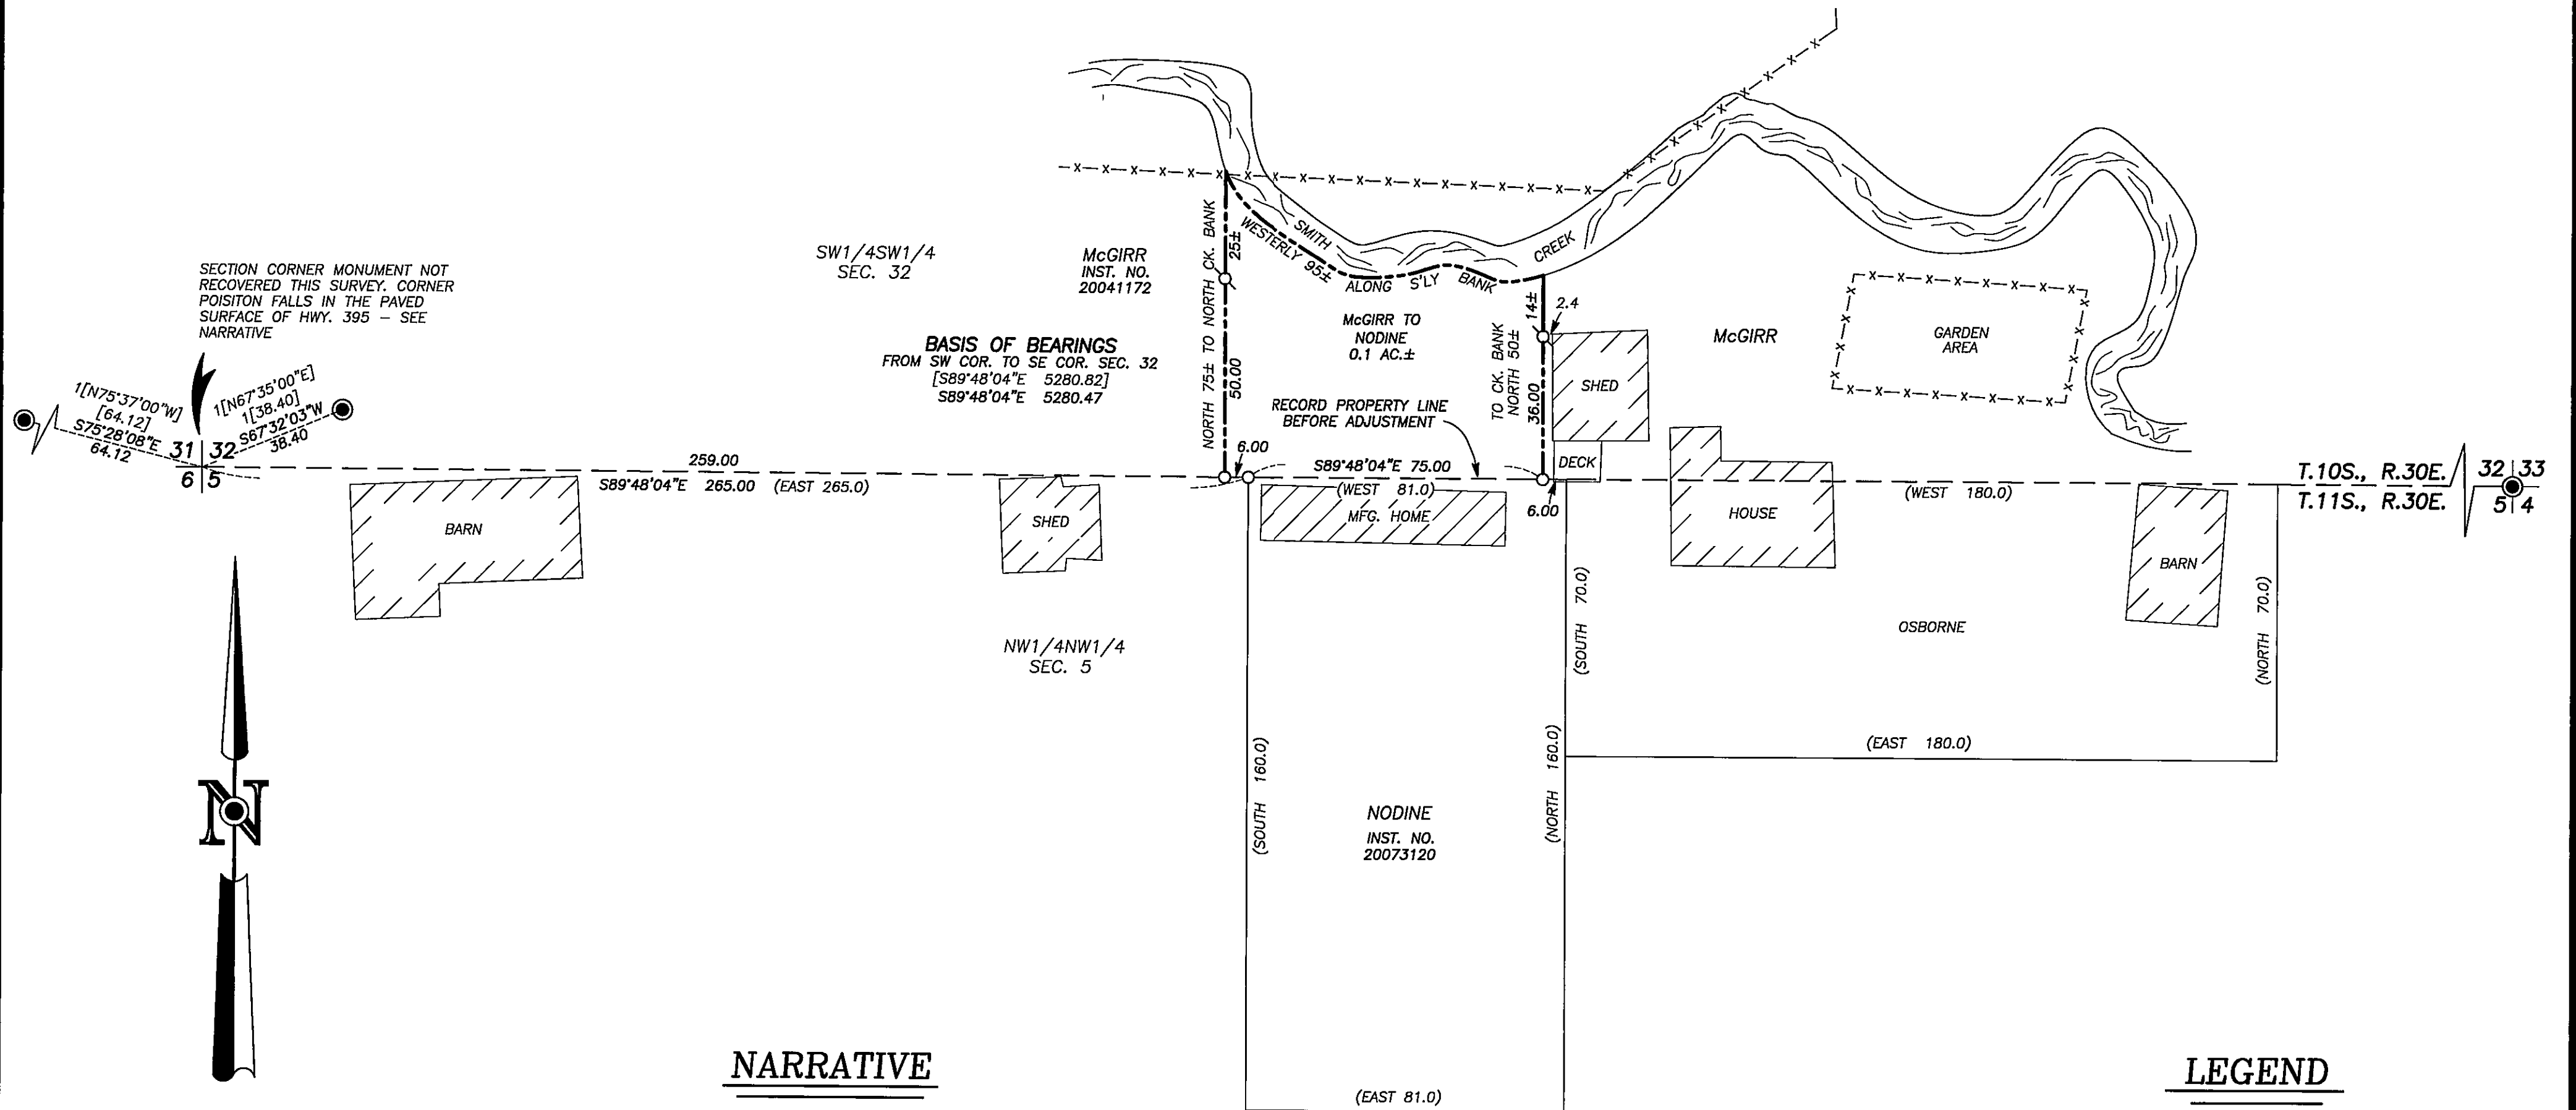 SECTION CORNER MONUMENT NOT
RECOVERED THIS SURVEY. CORNER
POISITON FALLS IN THE PAVED
SURFACE OF HWY. 395 – SEE
NARRATIVE
1[N75°37'00"W]
[64.12]
S75°28'08"E
64.12
1[N67°35'00"E]
1[38.40]
S67°32'03"W
38.40
31 32
6 5
SW1/4SW1/4
SEC. 32
McGIRR
INST. NO.
20041172
BASIS OF BEARINGS
FROM SW COR. TO SE COR. SEC. 32
[S89°48'04"E 5280.82]
S89°48'04"E 5280.47
259.00
S89°48'04"E 265.00 (EAST 265.0)
BARN
SHED
NW1/4NW1/4
SEC. 5
NORTH 75± TO NORTH CK. BANK
25±
50.00
6.00
SMITH
CREEK
WESTERLY 95±
ALONG S'LY BANK
McGIRR TO
NODINE
0.1 AC.±
RECORD PROPERTY LINE
BEFORE ADJUSTMENT
S89°48'04"E 75.00
(WEST 81.0)
MFG. HOME
TO CK. BANK
NORTH 50±
14±
36.00
2.4
6.00
SHED
DECK
McGIRR
GARDEN
AREA
HOUSE
(WEST 180.0)
BARN
T.10S., R.30E.
T.11S., R.30E.
32 33
5 4
OSBORNE
(SOUTH 70.0)
(NORTH 70.0)
(EAST 180.0)
(SOUTH 160.0)
(NORTH 160.0)
NODINE
INST. NO.
20073120
(EAST 81.0)
N
NARRATIVE
LEGEND